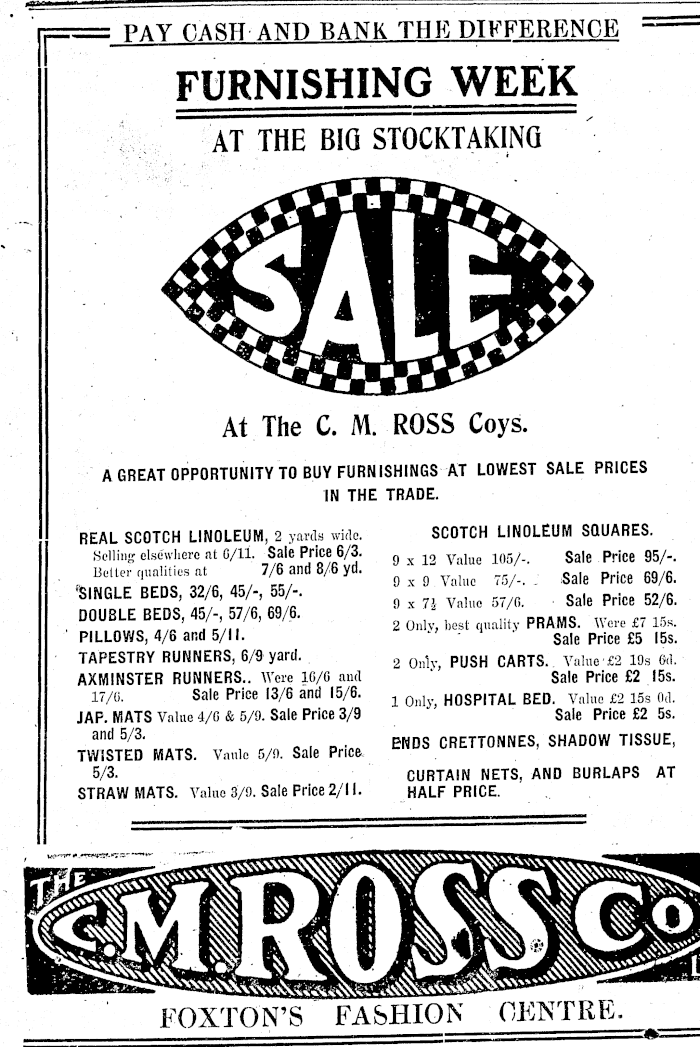 PAY CASH AND BANK THE DIFFERENCE
FURNISHING WEEK
AT THE BIG STOCKTAKING
SALE
At The C. M. ROSS Coys.
A GREAT OPPORTUNITY TO BUY FURNISHINGS AT LOWEST SALE PRICES
IN THE TRADE.
REAL SCOTCH LINOLEUM, 2 yards wide.
Selling elsewhere at 6/11. Sale Price 6/3.
Better qualities at 7/6 and 8/6 yd.
SINGLE BEDS, 32/6, 45/-, 55/-.
DOUBLE BEDS, 45/-, 57/6, 69/6.
PILLOWS, 4/6 and 5/11.
TAPESTRY RUNNERS, 6/9 yard.
AXMINSTER RUNNERS.. Were 16/6 and
17/6. Sale Price 13/6 and 15/6.
JAP. MATS Value 4/6 & 5/9. Sale Price 3/9
and 5/3.
TWISTED MATS. Vaule 5/9. Sale Price
5/3.
STRAW MATS. Value 3/9. Sale Price 2/11.
SCOTCH LINOLEUM SQUARES.
9 x 12 Value 105/-. Sale Price 95/-.
9 x 9 Value 75/-. Sale Price 69/6.
9 x 7½ Value 57/6. Sale Price 52/6.
2 Only, best quality PRAMS. Were £7 15s.
Sale Price £5 15s.
2 Only, PUSH CARTS. Value £2 19s 6d.
Sale Price £2 15s.
1 Only, HOSPITAL BED. Value £2 15s 0d.
Sale Price £2 5s.
ENDS CRETTONNES, SHADOW TISSUE,
CURTAIN NETS, AND BURLAPS AT
HALF PRICE.
THE
C.M. ROSS Co
FOXTON'S FASHION CENTRE.